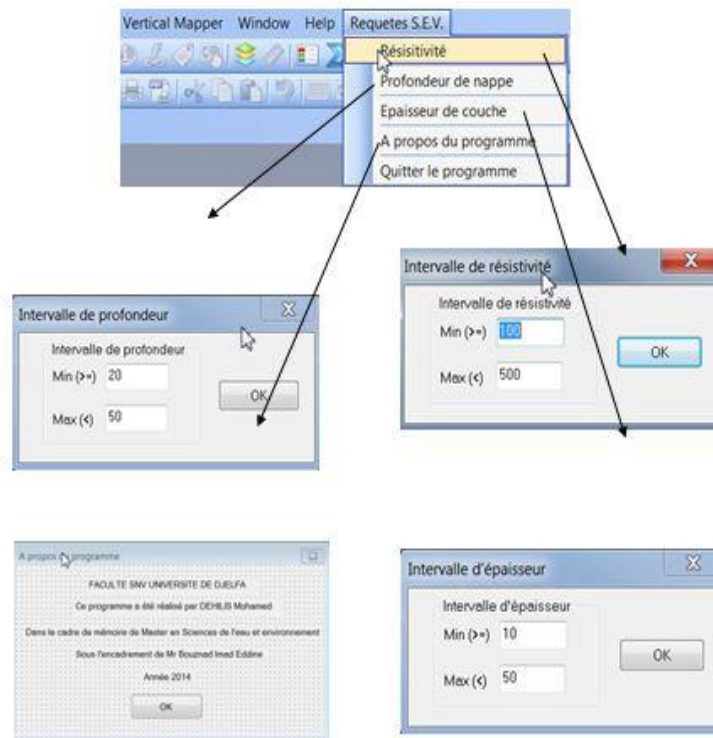 Vertical Mapper Window Help Requetes S.E.V.
Résisitivité
Profondeur de nappe
Epaisseur de couche
A propos du programme
Quitter le programme
Intervalle de profondeur
Intervalle de profondeur
Min (>=) 20
Max (<) 50
OK
Intervalle de résistivité
Intervalle de résistivité
Min (>=) 100
Max (<) 500
OK
A propos du programme
FACULTE SNV UNIVERSITE DE DJELFA
Ce programme a été réalisé par DEHILIS Mohamed
Dans le cadre de mémoire de Master en Sciences de l'eau et environnement
Sous l'encadrement de Mr Bouznad Imad Eddine
Année 2014
OK
Intervalle d'épaisseur
Intervalle d'épaisseur
Min (>=) 10
Max (<) 50
OK